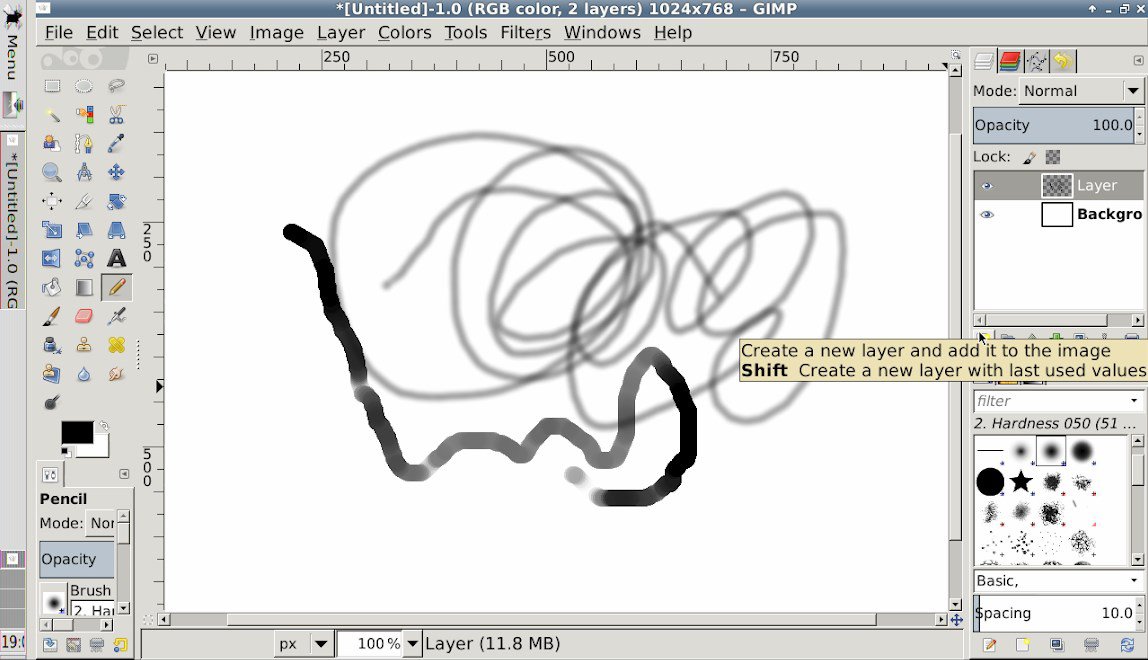 *[Untitled]-1.0 (RGB color, 2 layers) 1024x768 – GIMP
File Edit Select View Image Layer Colors Tools Filters Windows Help
Menu
*[Untitled]-1.0 (RG
19:0
250 500 750
250
50
Pencil
Mode: Nor
Opacity
Brush
2. Ha
px 100 % Layer (11.8 MB)
Mode: Normal
Opacity 100.0
Lock:
Layer
Backgro
Create a new layer and add it to the image
Shift Create a new layer with last used values
filter
2. Hardness 050 (51 ...
Basic,
Spacing 10.0